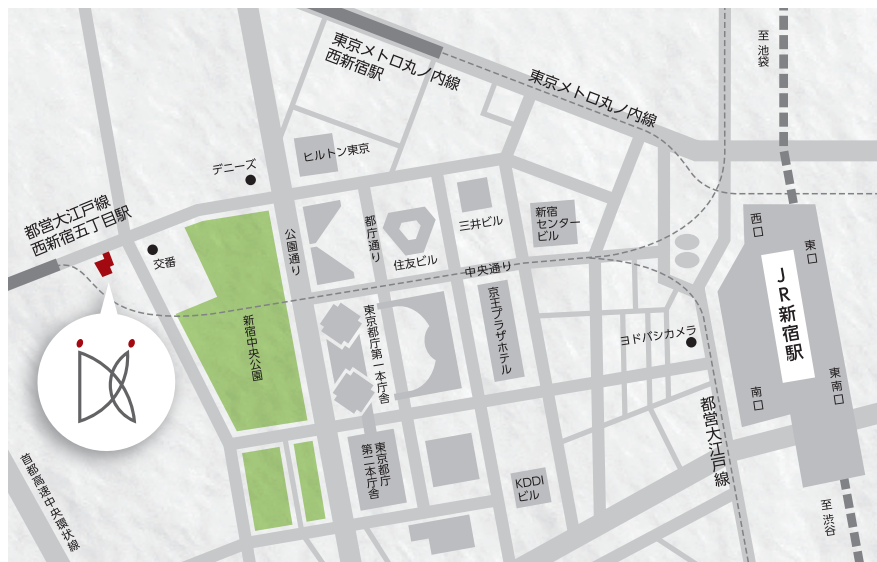 至 池袋
東京メトロ丸ノ内線
西新宿駅
東京メトロ丸ノ内線
ヒルトン東京
デニーズ
都営大江戸線
西新宿五丁目駅
交番
公園通り
都庁通り
住友ビル
三井ビル
新宿
センター
ビル
西口
東口
中央通り
JR新宿駅
新宿中央公園
東京都庁第一本庁舎
京王プラザホテル
ヨドバシカメラ
南口
東南口
都営大江戸線
東京都庁
第二本庁舎
KDDI
ビル
首都高速中央環状線
至 渋谷